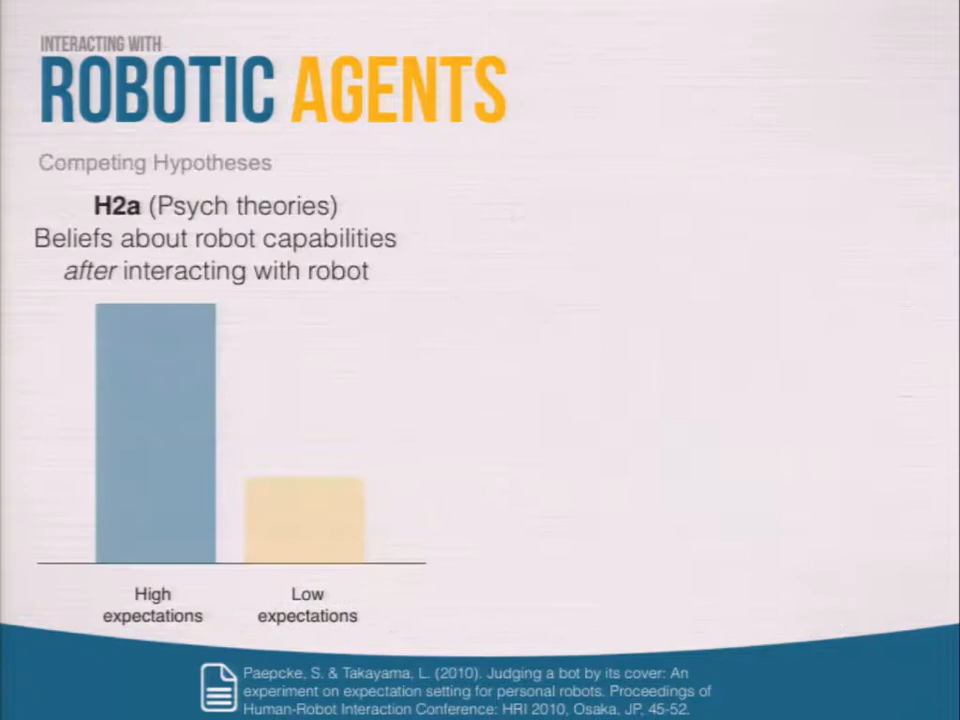 INTERACTING WITH
ROBOTIC AGENTS
Competing Hypotheses
H2a (Psych theories)
Beliefs about robot capabilities
after interacting with robot
High
expectations
Low
expectations
Paepcke, S. & Takayama, L. (2010). Judging a bot by its cover: An
experiment on expectation setting for personal robots. Proceedings of
Human-Robot Interaction Conference: HRI 2010, Osaka, JP, 45-52.